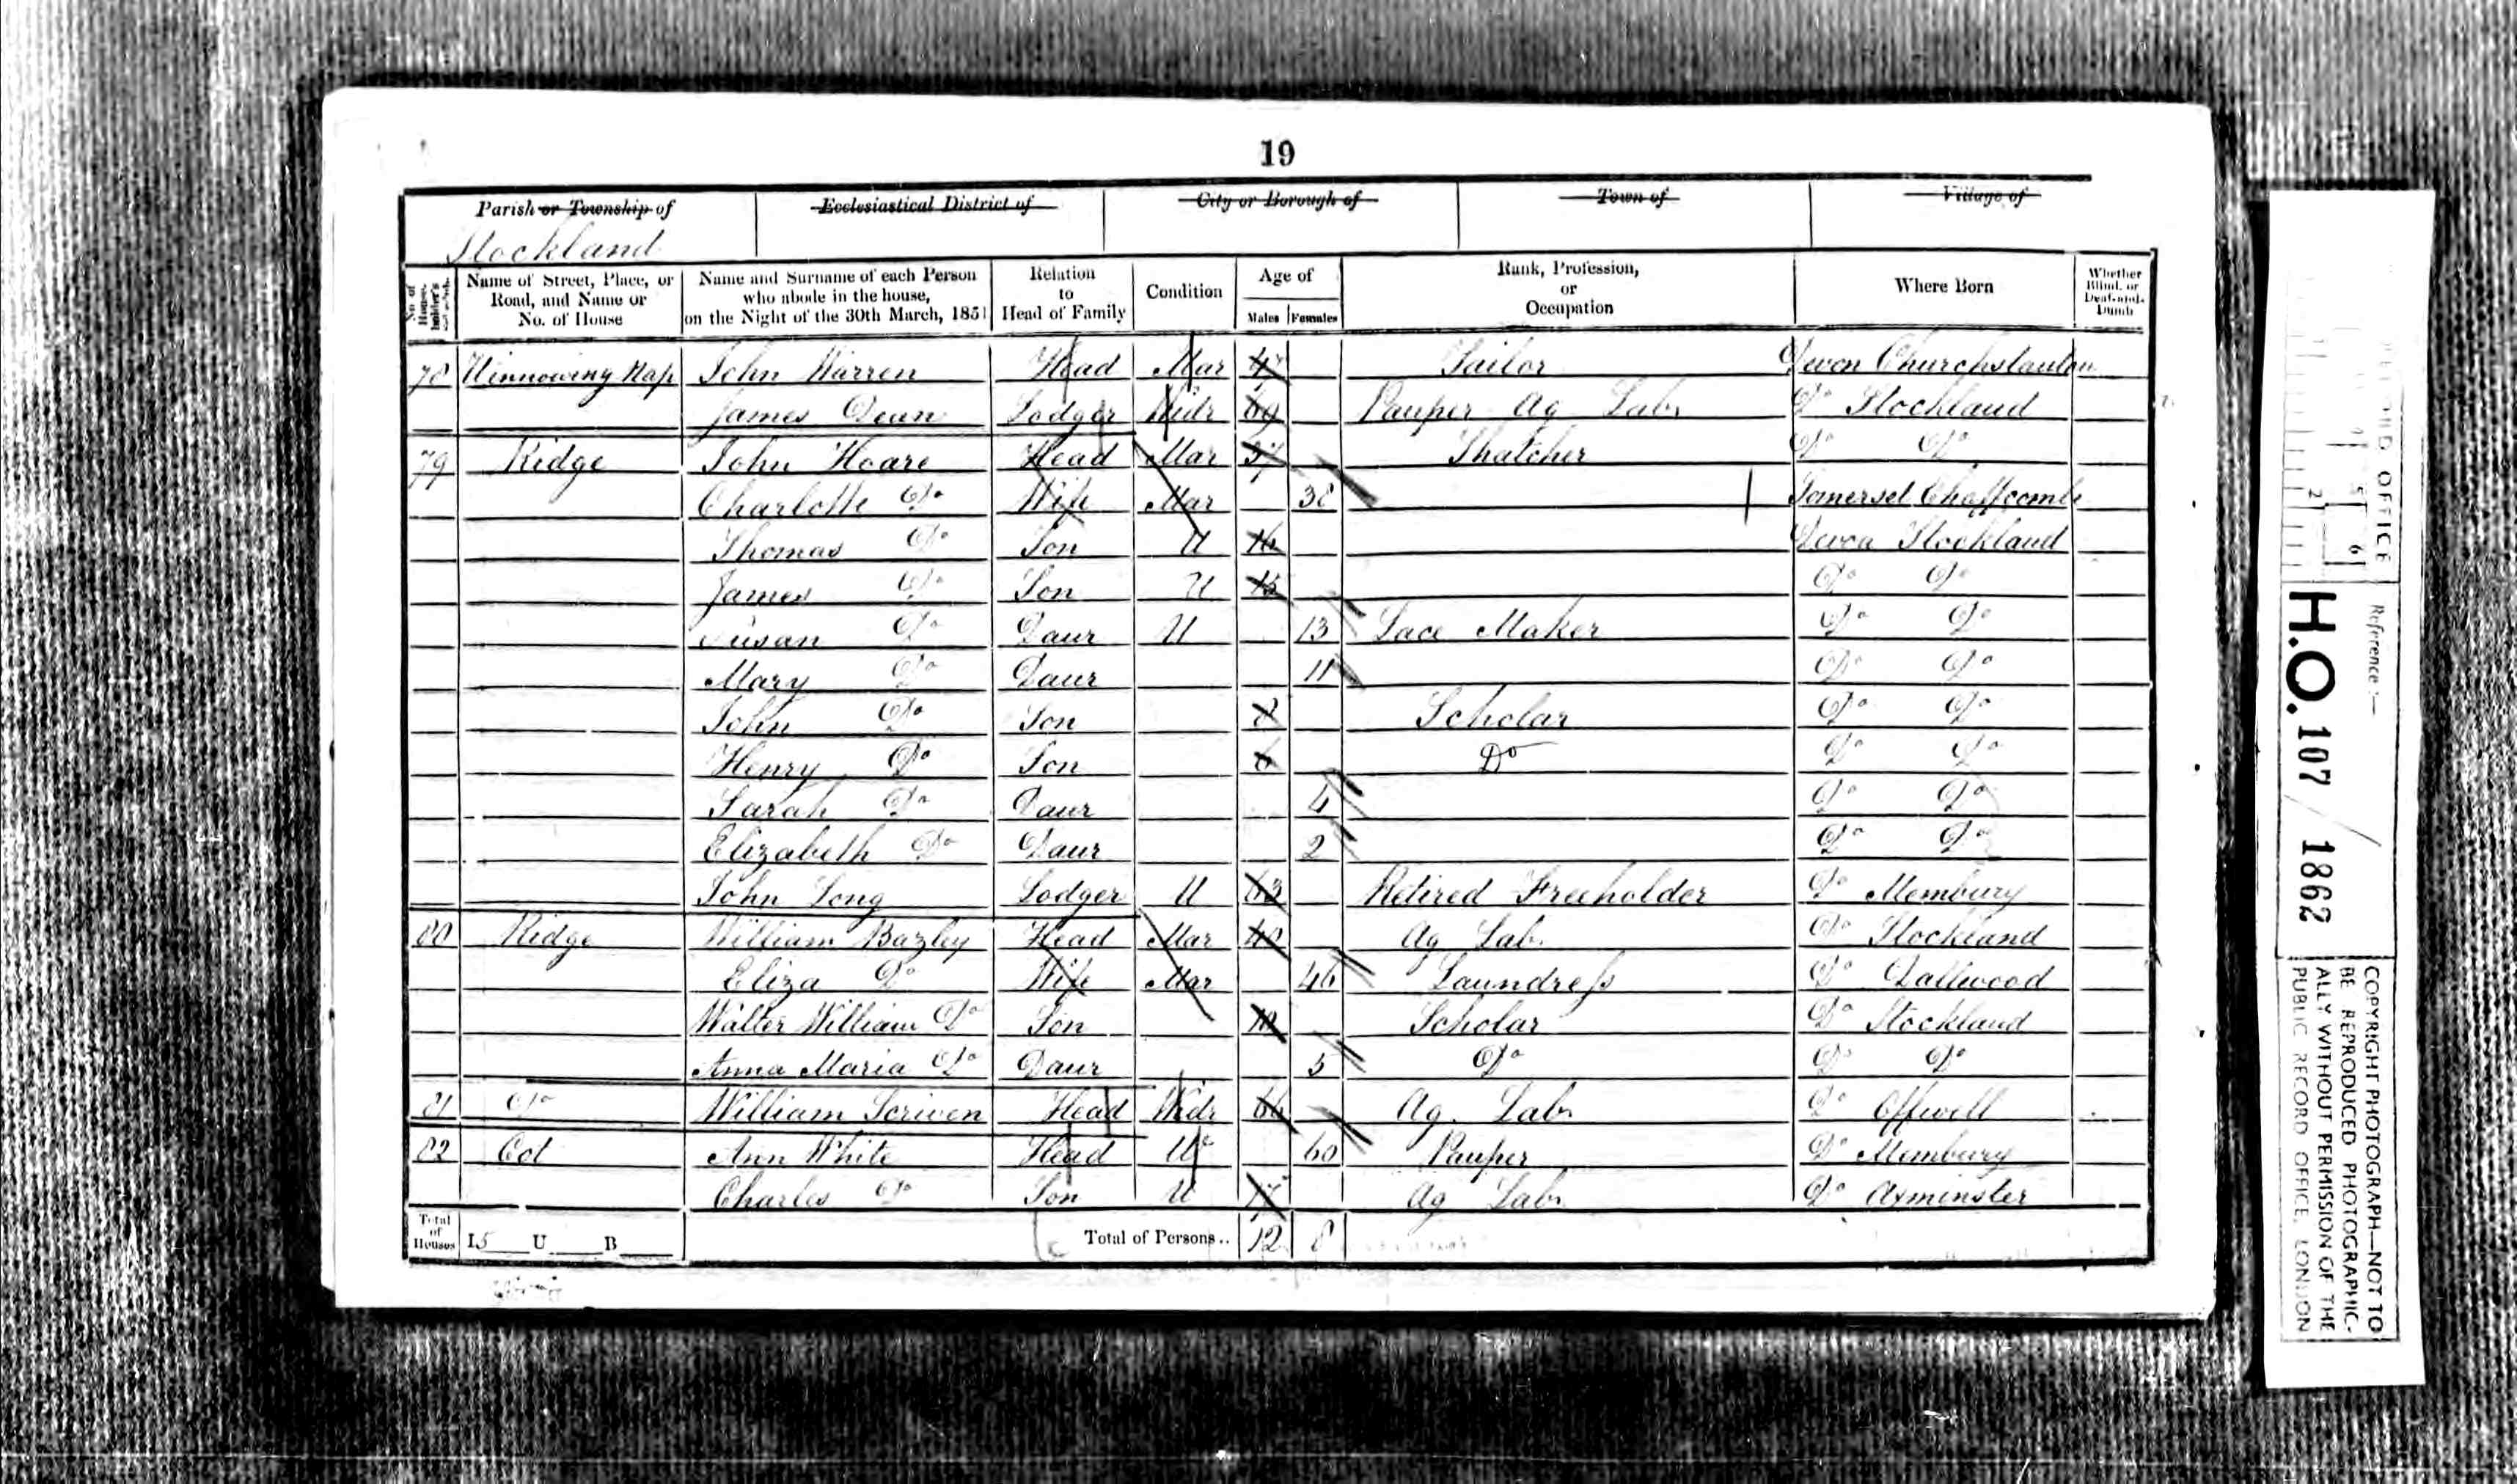 19
Parish or Township of Ecclesiastical District of City or Borough of Town of Village of
Stockland
No. of House-holder's Name of Street, Place, or Road, and Name or No. of House Name and Surname of each Person who abode in the house, on the Night of the 30th March, 1851 Relation to Head of Family Condition Age of Males Females Rank, Profession, or Occupation Where Born Whether Blind, or Deaf-and-Dumb
78 John Warren Head Mar 47 Tailor Devon Churchstanton
James Dean Lodger Widr 69 Pauper Ag Lab. Do Stockland
79 Ridge John Hoare Head Mar 37 Thatcher Do Do
Charlotte Do Wife Mar 38 Somerset Chaffcombe
Thomas Do Son U 16 Devon Stockland
James Do Son U 15 Do Do
Susan Do Daur U 13 Lace Maker Do Do
Mary Do Daur 11 Do Do
John Do Son 8 Scholar Do Do
Henry Do Son 6 Do Do Do
Sarah Do Daur 4 Do Do
Elizabeth Do Daur 2 Do Do
John Long Lodger U 63 Retired Freeholder Do Membury
80 Ridge William Bazley Head Mar 40 Ag Lab. Do Stockland
Eliza Do Wife Mar 46 Laundress Do Dallwood
Walter William Do Son 10 Scholar Do Stockland
Anna Maria Do Daur 5 Do Do Do
81 Do William Scriven Head Widr 66 Ag. Lab. Do Offwell
82 Cot Ann White Head U 60 Pauper Do Membury
Charles Do Son U 17 Ag Lab. Do Axminster
Total of Houses I 5 U B Total of Persons.. 12 8
OFFICE
Reference :—
H.O. 107 / 1862
COPYRIGHT PHOTOGRAPH—NOT TO
BE REPRODUCED PHOTOGRAPHIC-
ALLY WITHOUT PERMISSION OF THE
PUBLIC RECORD OFFICE, LONDON